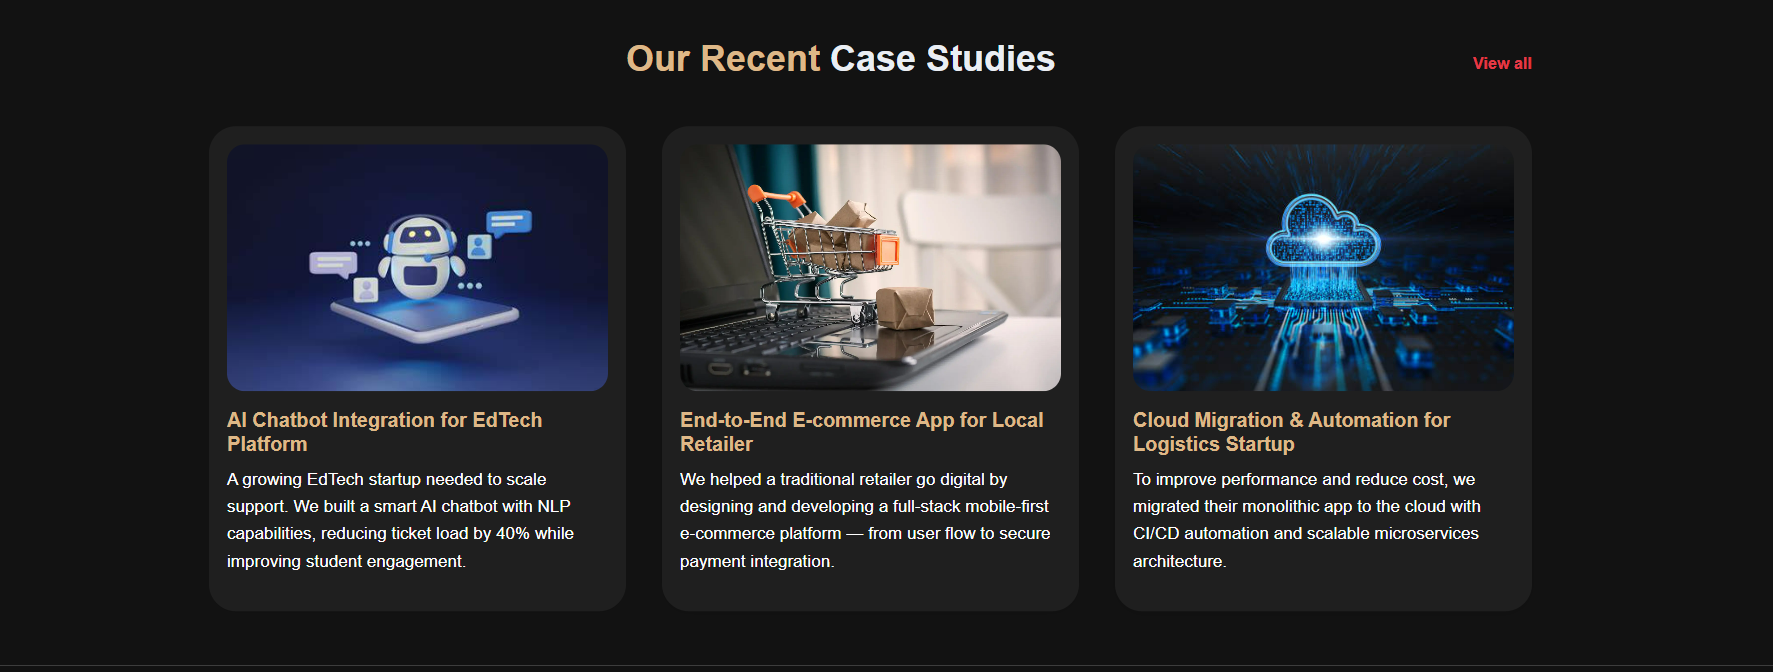 Our Recent Case Studies
View all
AI Chatbot Integration for EdTech
Platform
A growing EdTech startup needed to scale
support. We built a smart AI chatbot with NLP
capabilities, reducing ticket load by 40% while
improving student engagement.
End-to-End E-commerce App for Local
Retailer
We helped a traditional retailer go digital by
designing and developing a full-stack mobile-first
e-commerce platform — from user flow to secure
payment integration.
Cloud Migration & Automation for
Logistics Startup
To improve performance and reduce cost, we
migrated their monolithic app to the cloud with
CI/CD automation and scalable microservices
architecture.